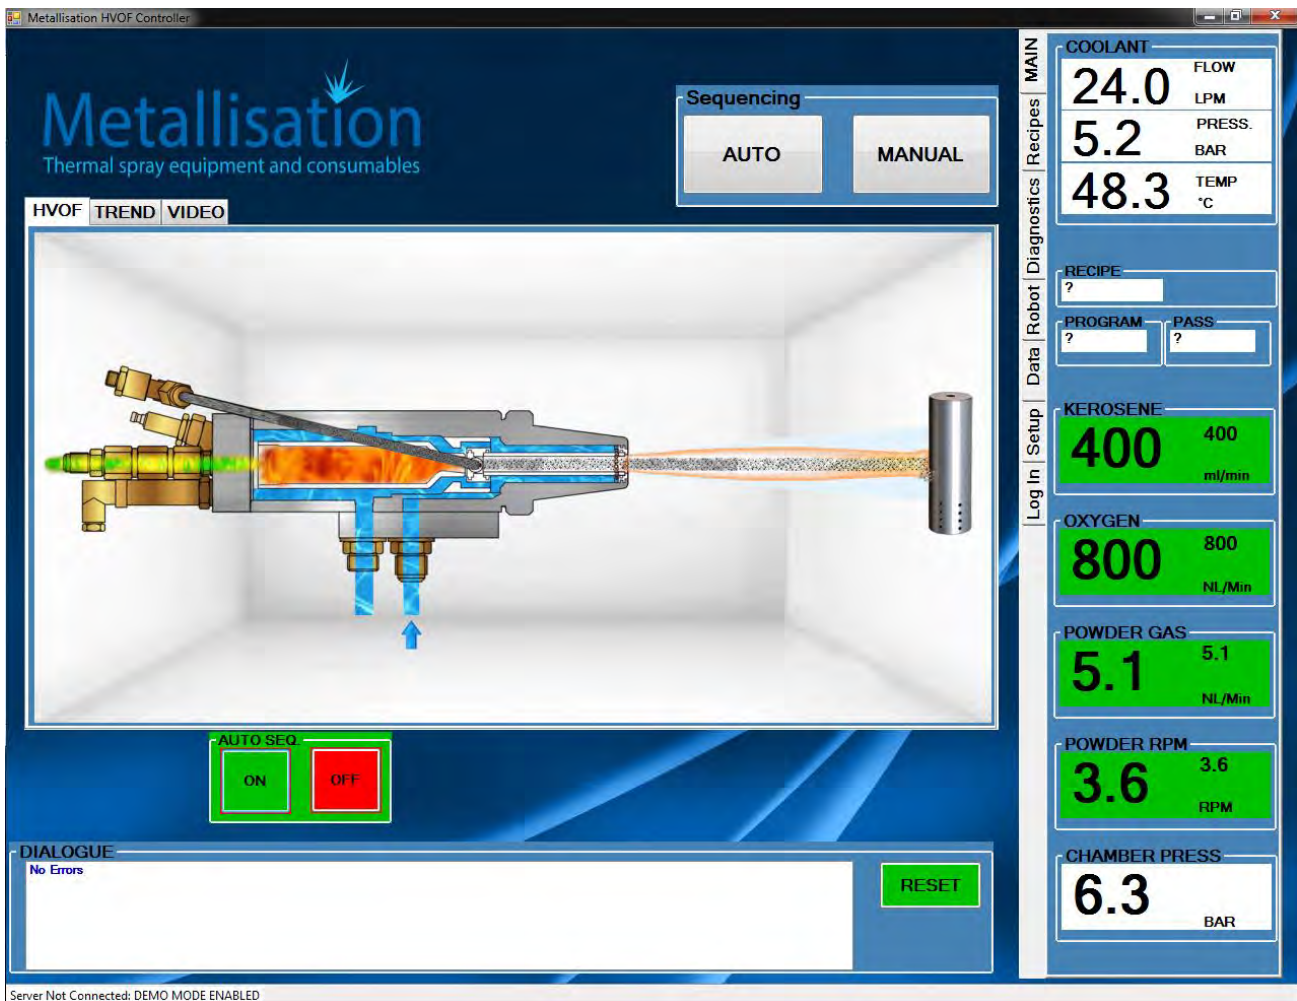 Metallisation HVOF Controller
Metallisation
Thermal spray equipment and consumables
Sequencing
AUTO
MANUAL
HVOF
TREND
VIDEO
AUTO SEQ.
ON
OFF
DIALOGUE
No Errors
RESET
MAIN
Recipes
Diagnostics
Robot
Data
Setup
Log In
COOLANT
24.0
FLOW
LPM
5.2
PRESS.
BAR
48.3
TEMP
°C
RECIPE
?
PROGRAM
?
PASS
?
KEROSENE
400
400
ml/min
OXYGEN
800
800
NL/Min
POWDER GAS
5.1
5.1
NL/Min
POWDER RPM
3.6
3.6
RPM
CHAMBER PRESS
6.3
BAR
Server Not Connected: DEMO MODE ENABLED